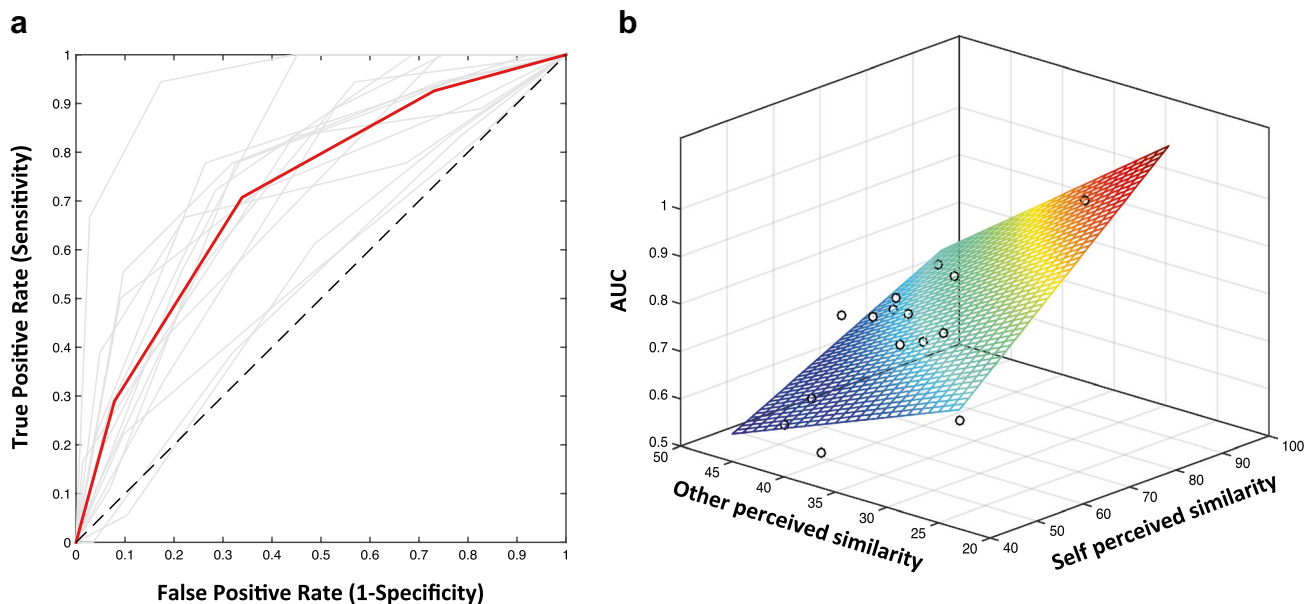 a
1
0.9
0.8
0.7
0.6
0.5
0.4
0.3
0.2
0.1
0
True Positive Rate (Sensitivity)
0 0.1 0.2 0.3 0.4 0.5 0.6 0.7 0.8 0.9 1
False Positive Rate (1-Specificity)
b
1
0.9
0.8
0.7
0.6
0.5
AUC
50 45 40 35 30 25 20
Other perceived similarity
40 50 60 70 80 90 100
Self perceived similarity